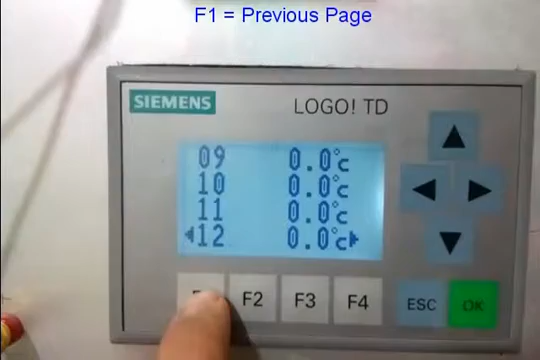 F1 = Previous Page
SIEMENS
LOGO! TD
09 0.0°c
10 0.0°c
11 0.0°c
12 0.0°c
F2 F3 F4 ESC OK